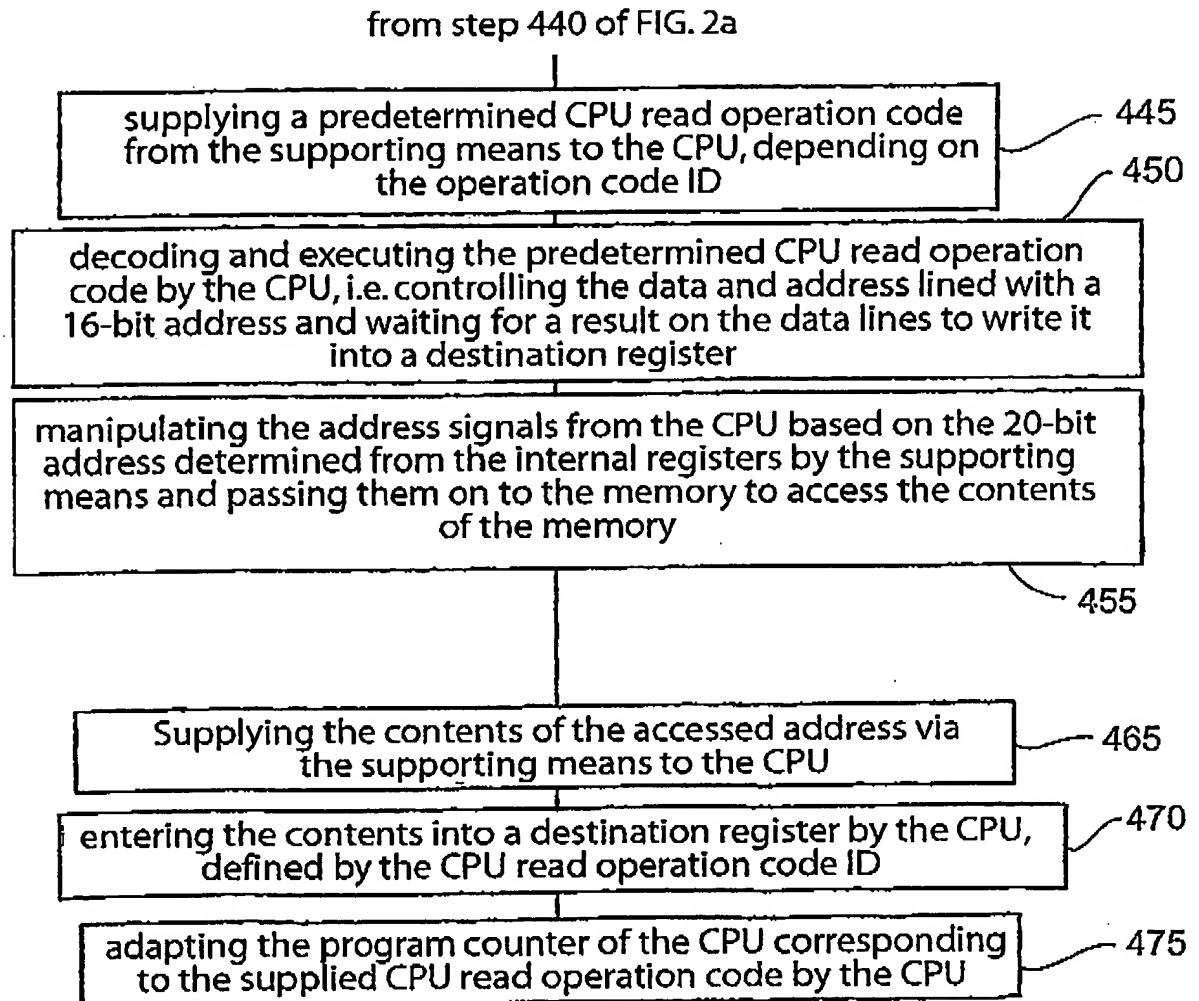 from step 440 of FIG. 2a
supplying a predetermined CPU read operation code
from the supporting means to the CPU, depending on
the operation code ID
445
450
decoding and executing the predetermined CPU read operation
code by the CPU, i.e. controlling the data and address lined with a
16-bit address and waiting for a result on the data lines to write it
into a destination register
manipulating the address signals from the CPU based on the 20-bit
address determined from the internal registers by the supporting
means and passing them on to the memory to access the contents
of the memory
455
Supplying the contents of the accessed address via
the supporting means to the CPU
465
entering the contents into a destination register by the CPU,
defined by the CPU read operation code ID
470
adapting the program counter of the CPU corresponding
to the supplied CPU read operation code by the CPU
475